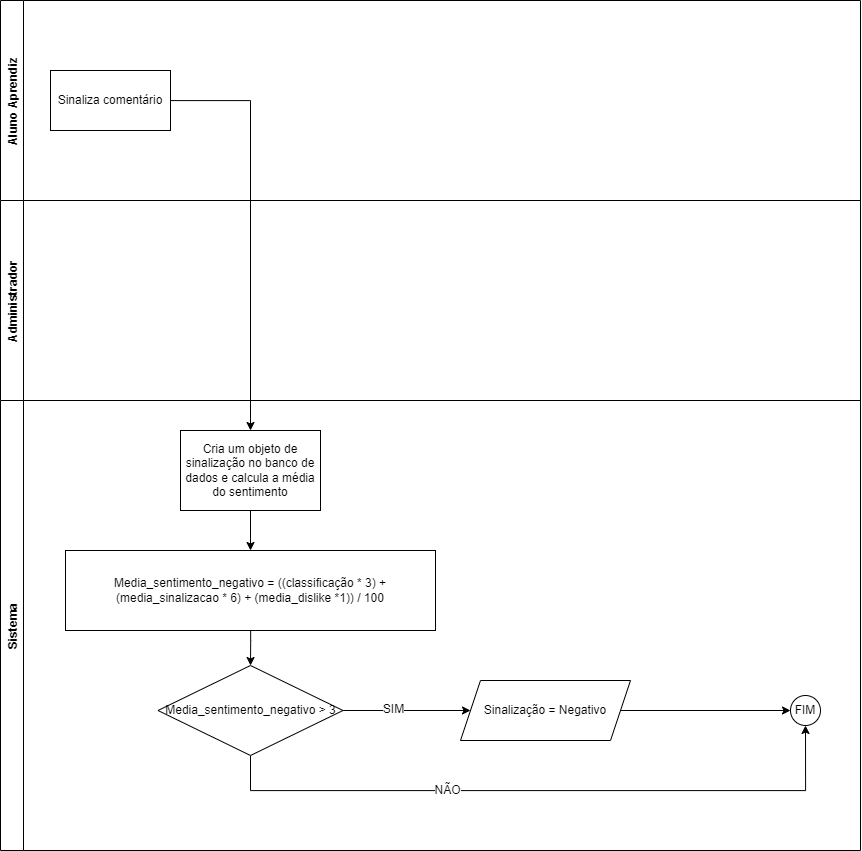 Aluno Aprendiz
Sinaliza comentário
Administrador
Sistema
Cria um objeto de
sinalização no banco de
dados e calcula a média
do sentimento
Media_sentimento_negativo = ((classificação * 3) +
(media_sinalizacao * 6) + (media_dislike *1)) / 100
Media_sentimento_negativo > 3
SIM
Sinalização = Negativo
FIM
NÃO